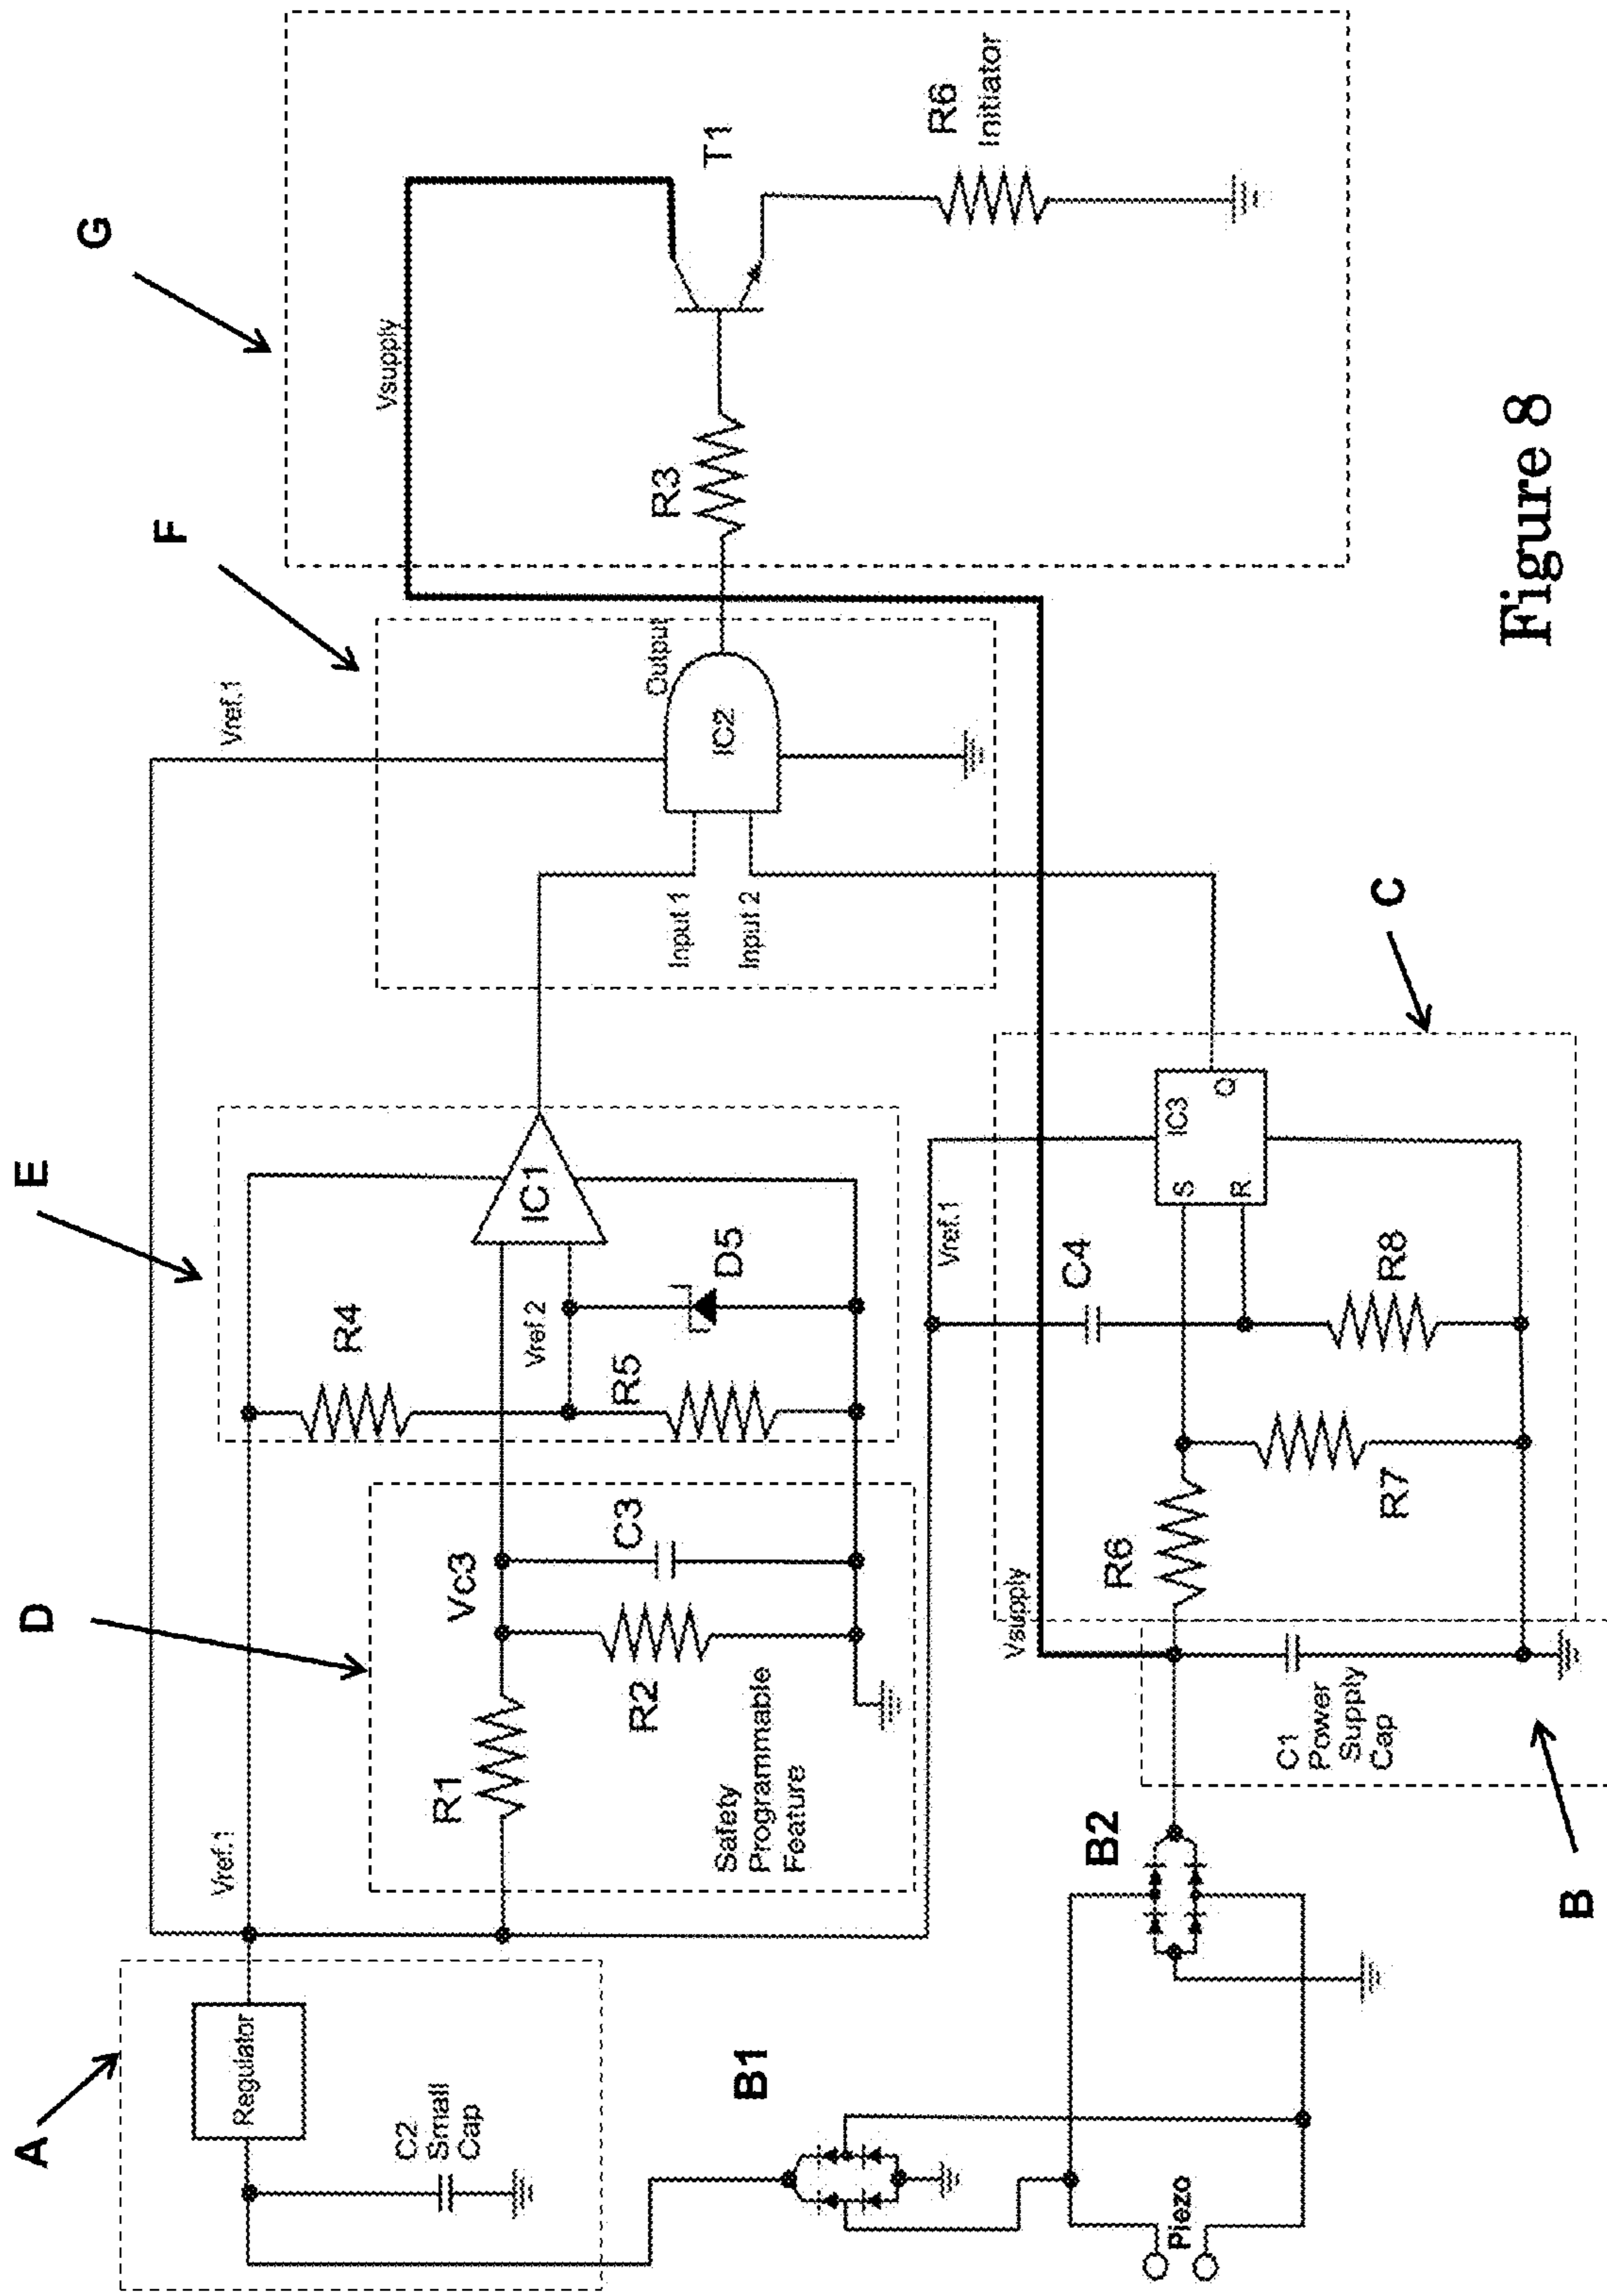 A
Regulator
C2
Small
Cap
B1
Piezo
B2
B
C1
Power
Supply
Cap
Vsupply
Vref.1
D
R1
Vc3
R2
C3
Safety
Programmable
Feature
E
R4
Vref.2
R5
D5
IC1
Vref.1
C4
R6
R7
R8
S
R
IC3
Q
C
F
Vref.1
Input 1
Input 2
IC2
Output
G
Vsupply
R3
T1
R6
Initiator
Figure 8